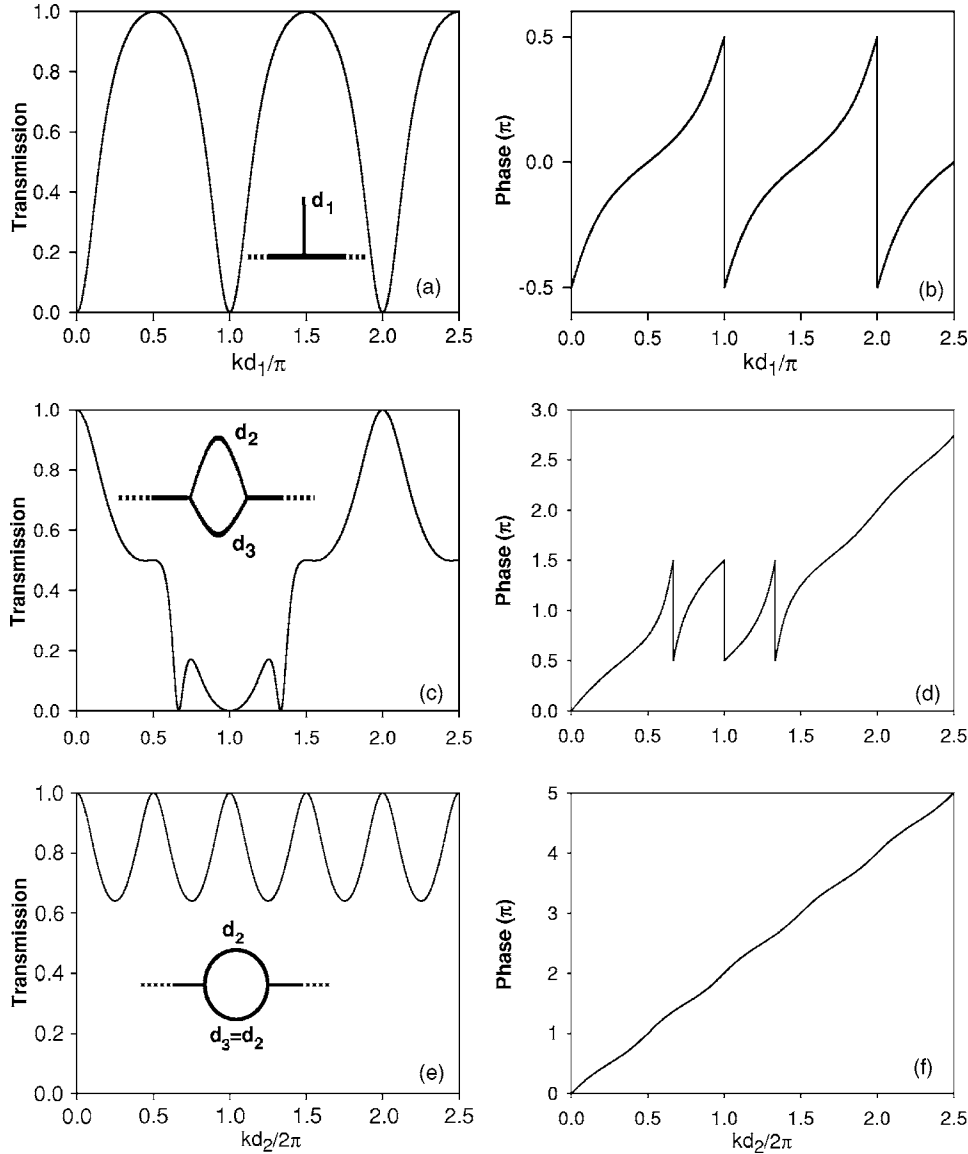 1.0
0.8
0.6
0.4
0.2
0.0
Transmission
d1
(a)
0.0 0.5 1.0 1.5 2.0 2.5
kd1/π
0.5
0.0
-0.5
Phase (π)
(b)
0.0 0.5 1.0 1.5 2.0 2.5
kd1/π
1.0
0.8
0.6
0.4
0.2
0.0
Transmission
d2
d3
(c)
0.0 0.5 1.0 1.5 2.0 2.5
3.0
2.5
2.0
1.5
1.0
0.5
0.0
Phase (π)
(d)
0.0 0.5 1.0 1.5 2.0 2.5
1.0
0.8
0.6
0.4
0.2
0.0
Transmission
d2
d3=d2
(e)
0.0 0.5 1.0 1.5 2.0 2.5
kd2/2π
5
4
3
2
1
0
Phase (π)
(f)
0.0 0.5 1.0 1.5 2.0 2.5
kd2/2π